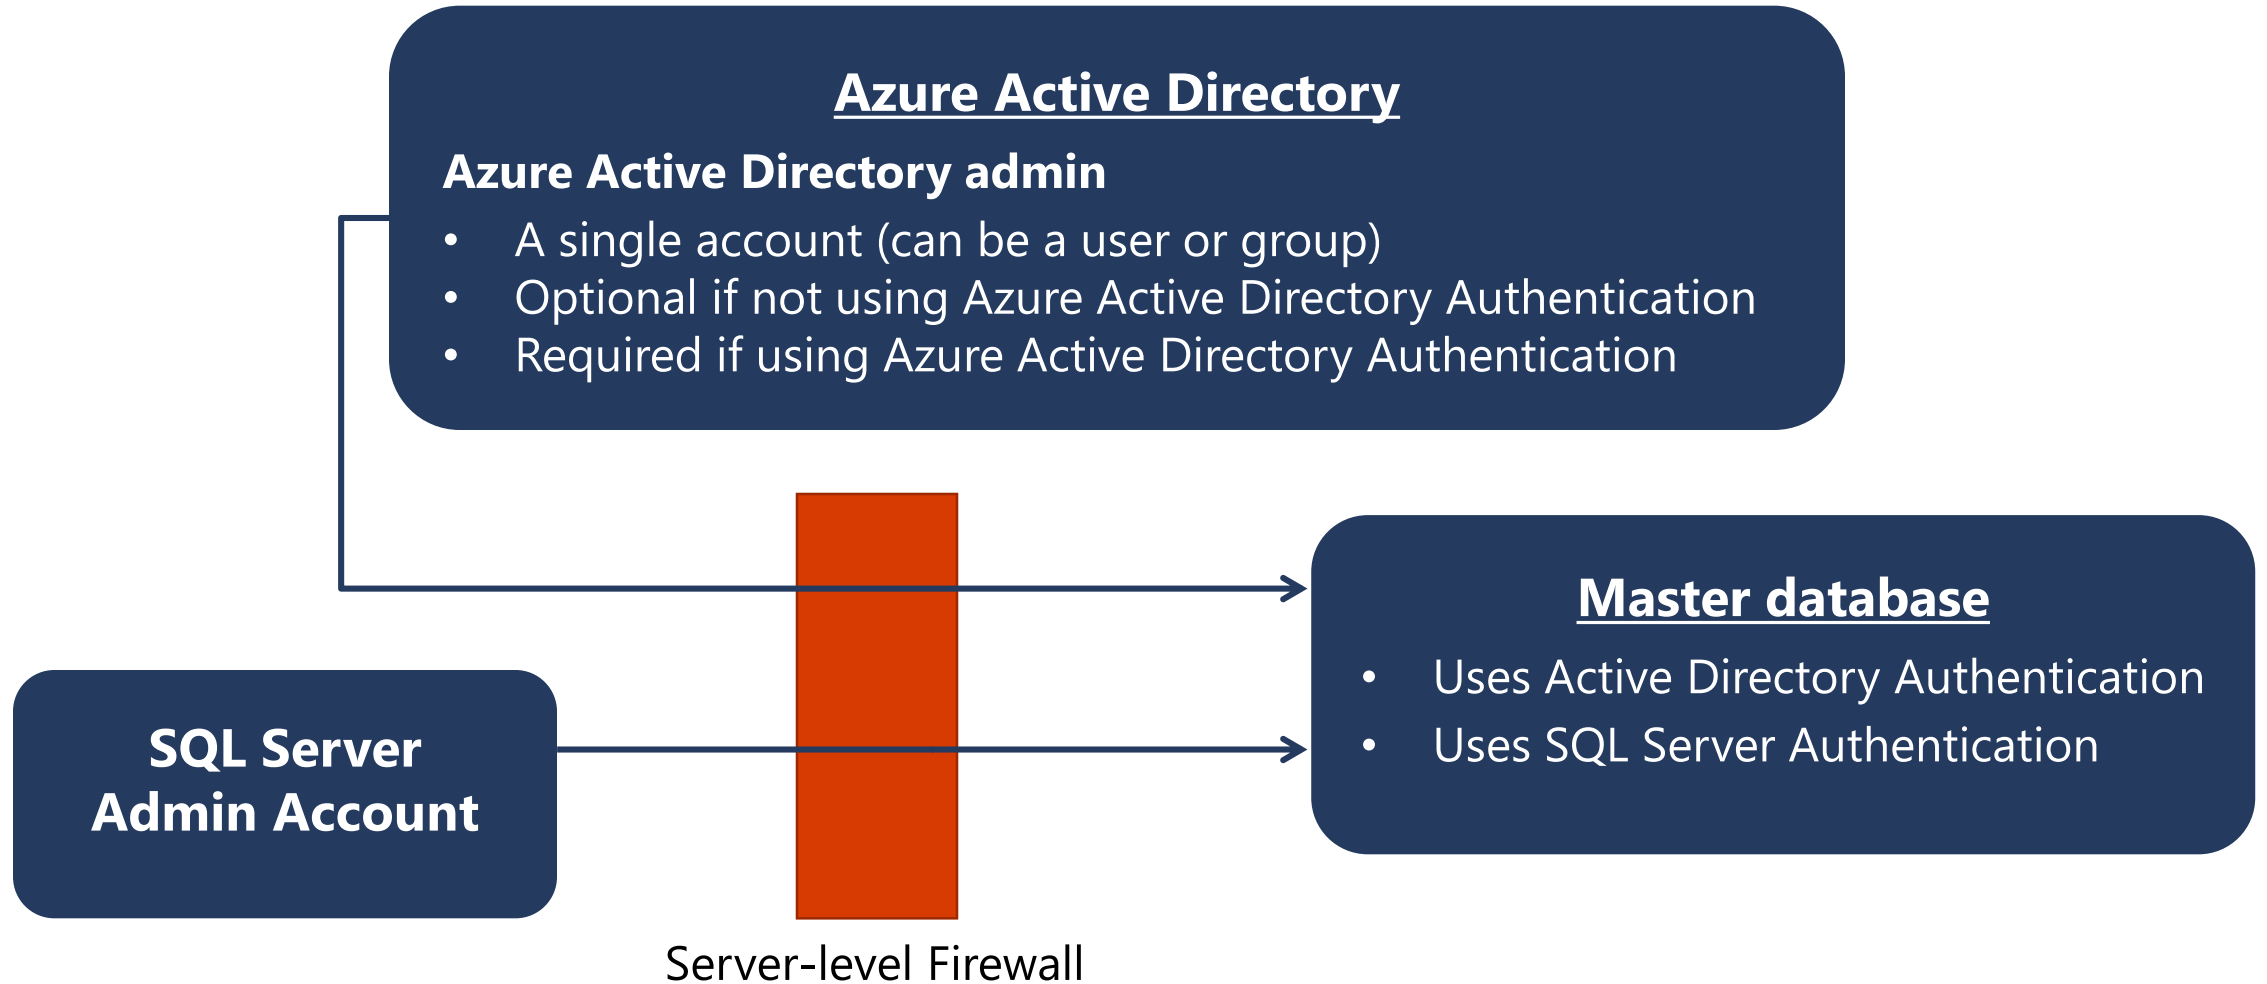 Azure Active Directory
Azure Active Directory admin
• A single account (can be a user or group)
• Optional if not using Azure Active Directory Authentication
• Required if using Azure Active Directory Authentication
Master database
• Uses Active Directory Authentication
• Uses SQL Server Authentication
SQL Server
Admin Account
Server-level Firewall